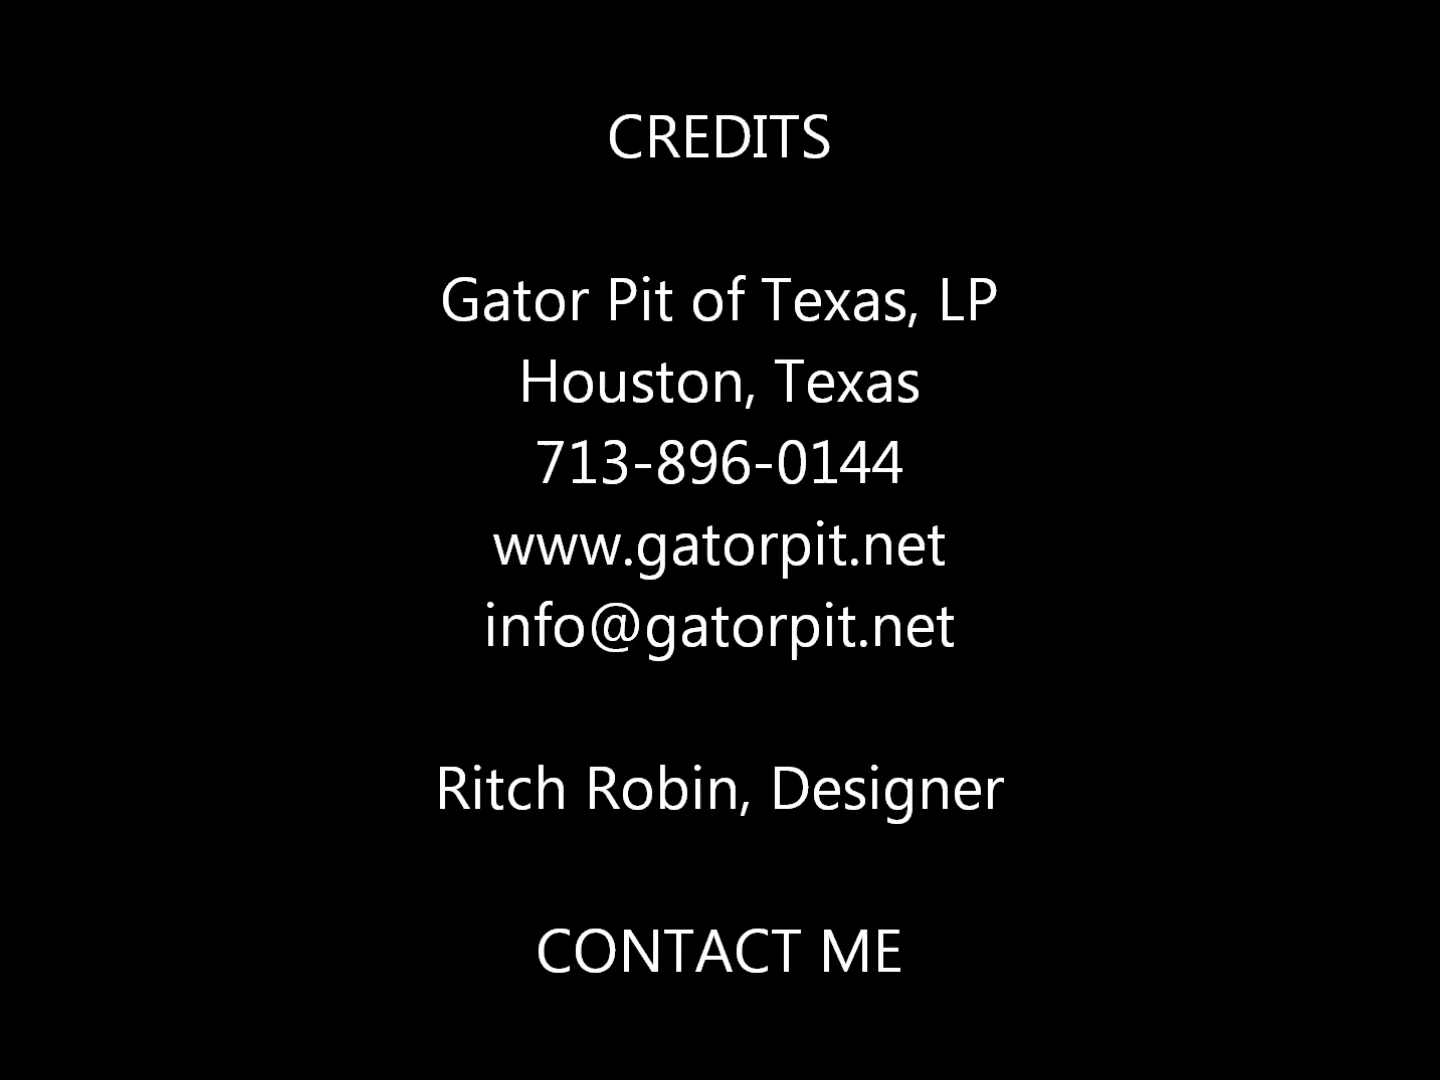 CREDITS
Gator Pit of Texas, LP
Houston, Texas
713-896-0144
www.gatorpit.net
info@gatorpit.net
Ritch Robin, Designer
CONTACT ME